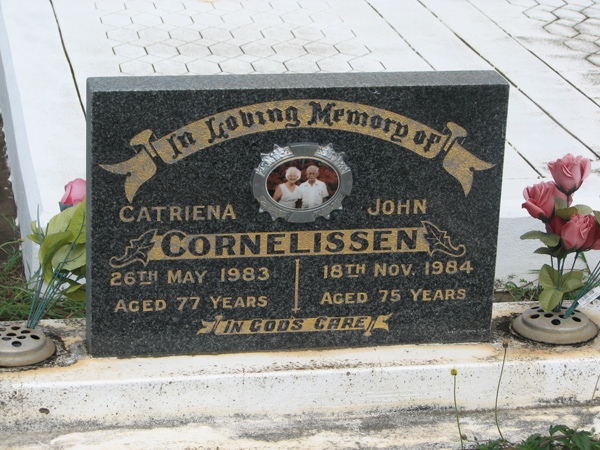 In Loving Memory of
CATRIENA JOHN
CORNELISSEN
26TH MAY 1983 18TH NOV. 1984
AGED 77 YEARS AGED 75 YEARS
IN GOD'S CARE